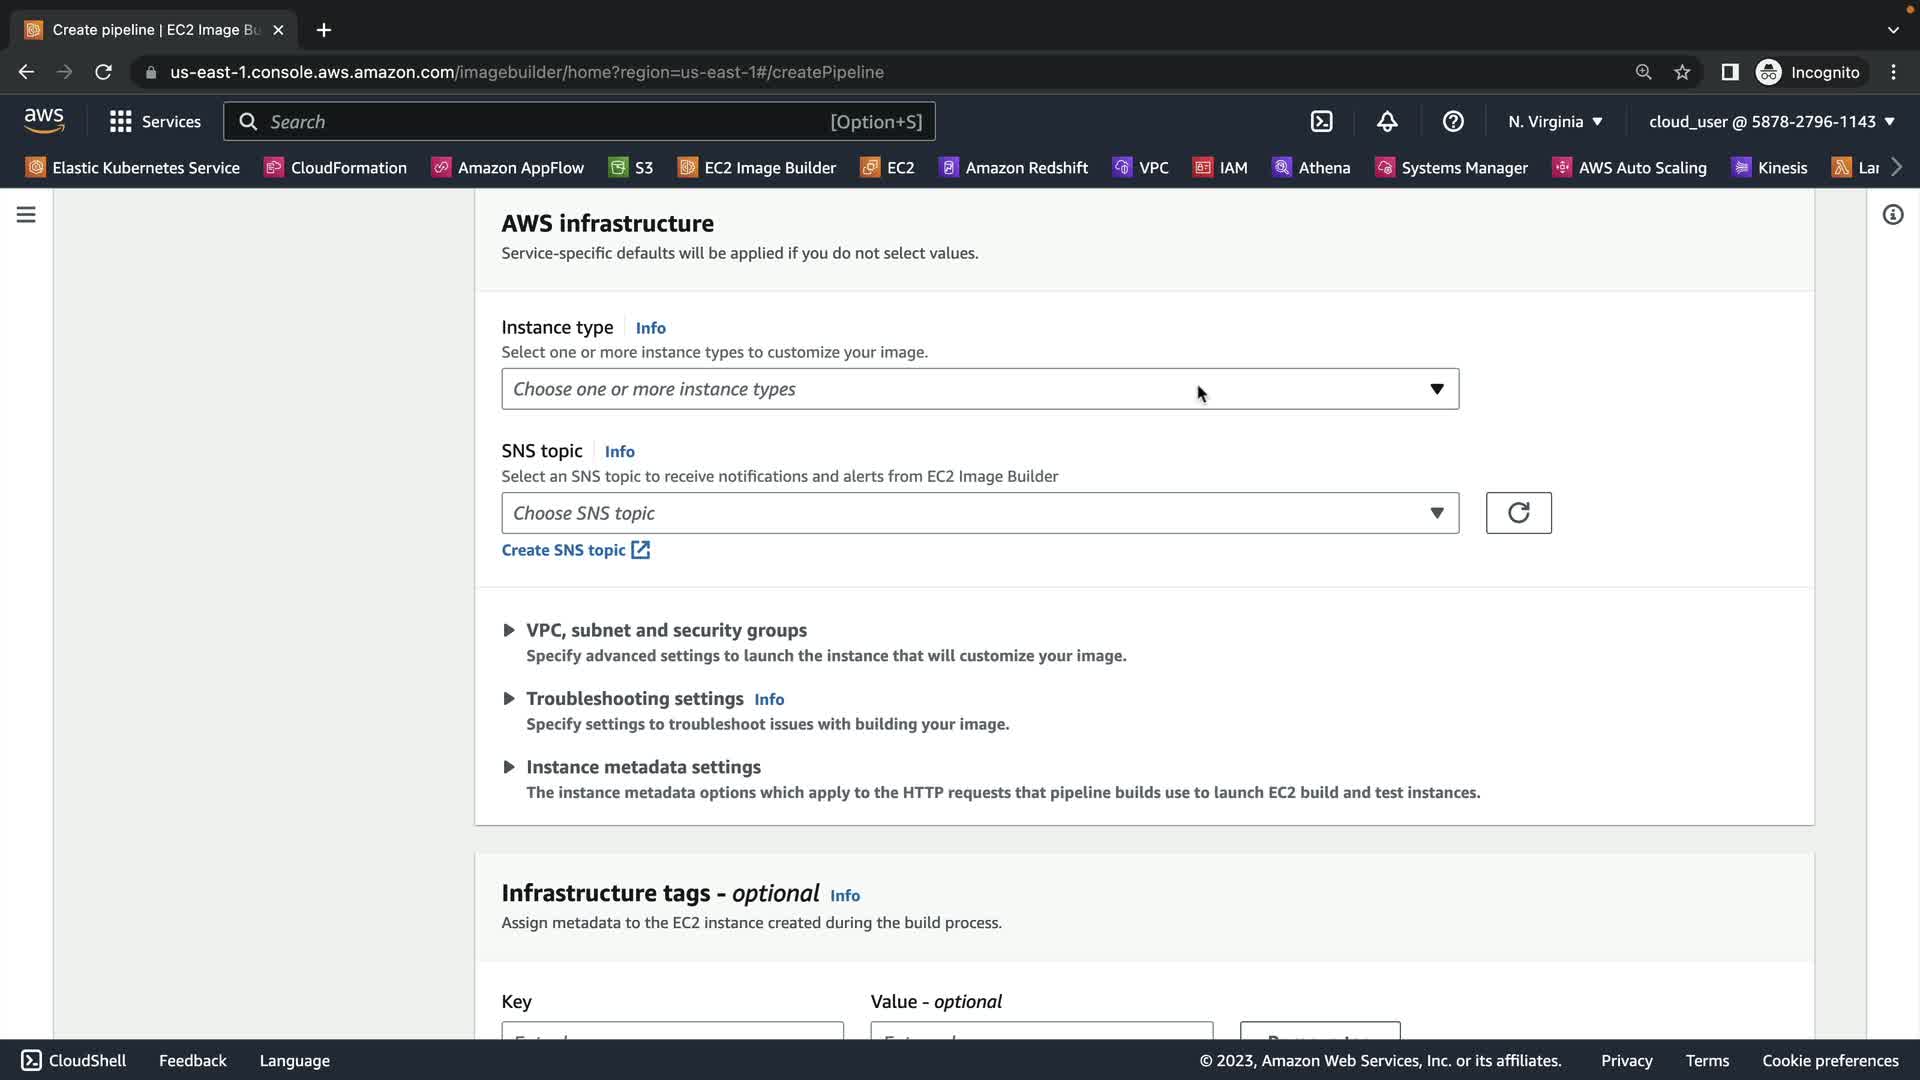 Create pipeline | EC2 Image Bu
us-east-1.console.aws.amazon.com/imagebuilder/home?region=us-east-1#/createPipeline
Incognito
aws
Services
Search
[Option+S]
N. Virginia
cloud_user @ 5878-2796-1143
Elastic Kubernetes Service
CloudFormation
Amazon AppFlow
S3
EC2 Image Builder
EC2
Amazon Redshift
VPC
IAM
Athena
Systems Manager
AWS Auto Scaling
Kinesis
Lar
AWS infrastructure
Service-specific defaults will be applied if you do not select values.
Instance type Info
Select one or more instance types to customize your image.
Choose one or more instance types
SNS topic Info
Select an SNS topic to receive notifications and alerts from EC2 Image Builder
Choose SNS topic
Create SNS topic
VPC, subnet and security groups
Specify advanced settings to launch the instance that will customize your image.
Troubleshooting settings Info
Specify settings to troubleshoot issues with building your image.
Instance metadata settings
The instance metadata options which apply to the HTTP requests that pipeline builds use to launch EC2 build and test instances.
Infrastructure tags - optional Info
Assign metadata to the EC2 instance created during the build process.
Key
Value - optional
CloudShell
Feedback
Language
© 2023, Amazon Web Services, Inc. or its affiliates.
Privacy
Terms
Cookie preferences